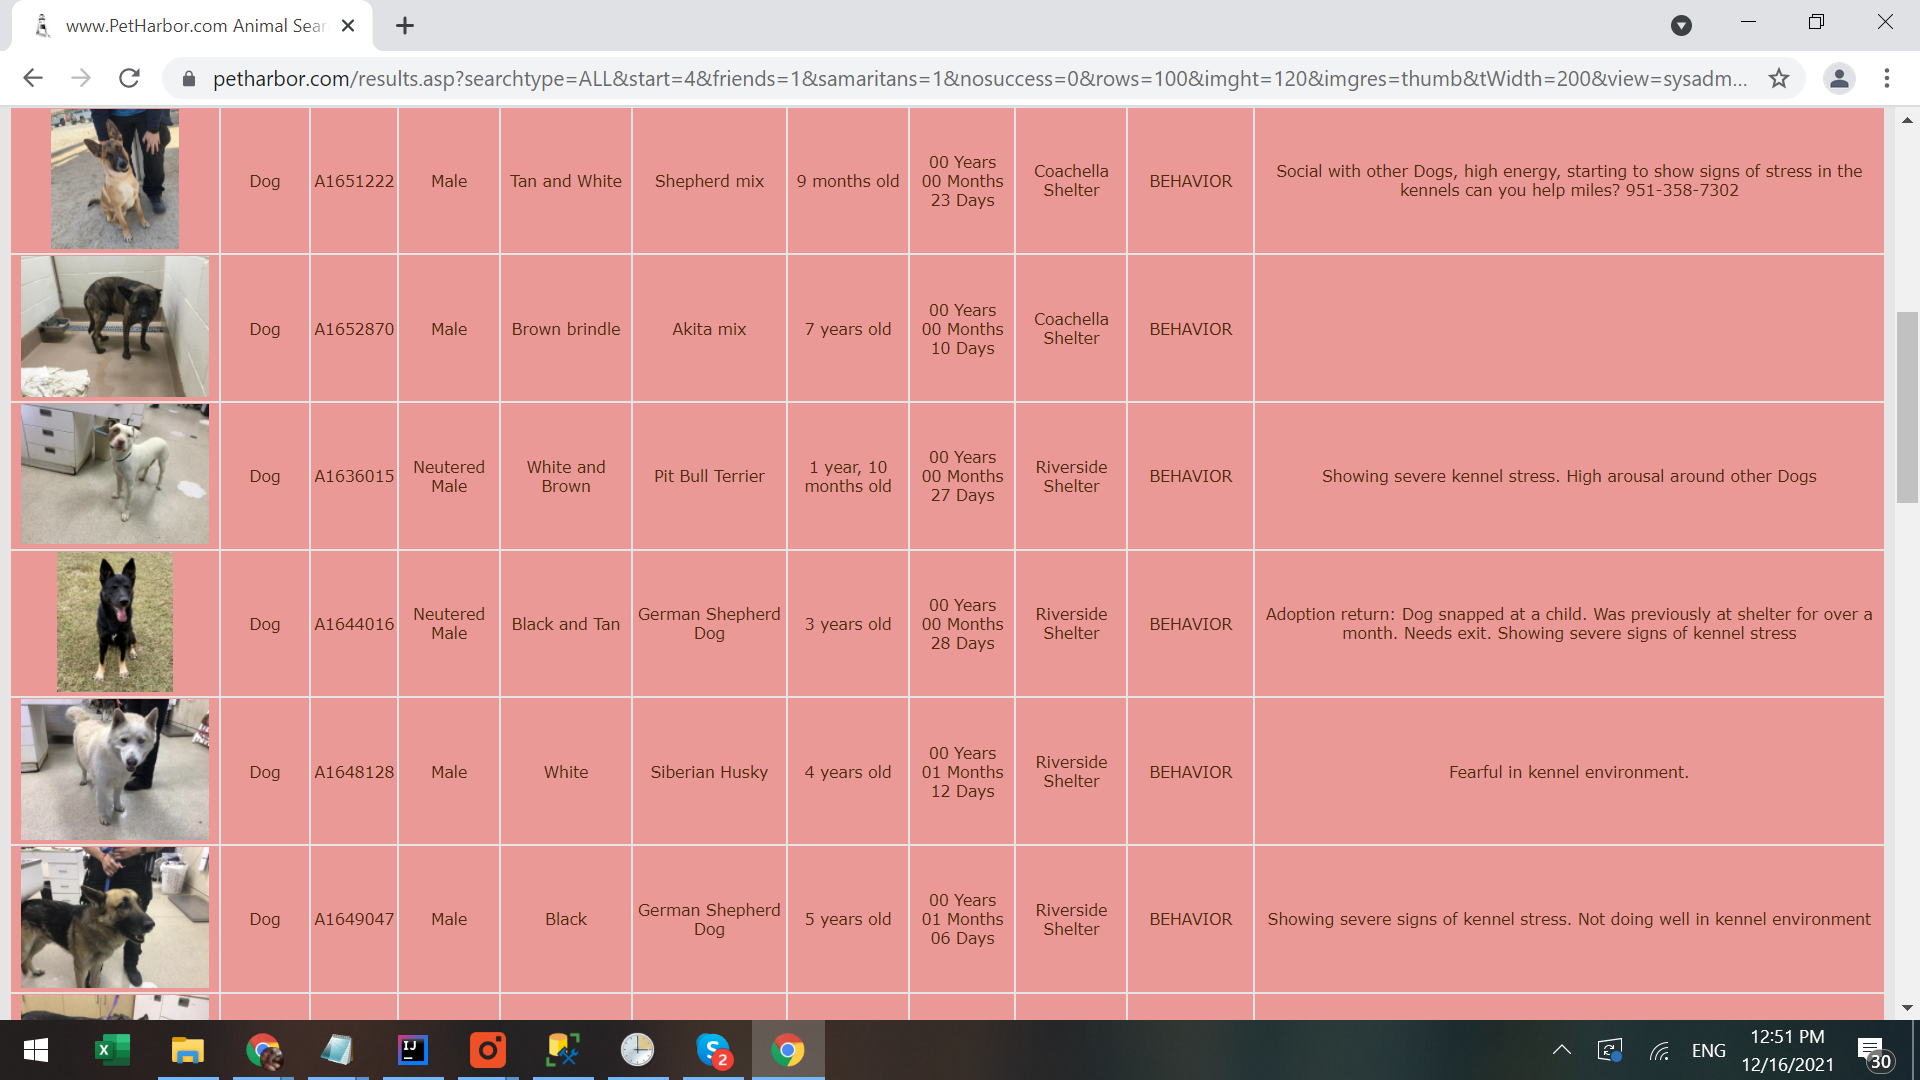 www.PetHarbor.com Animal Sear
petharbor.com/results.asp?searchtype=ALL&start=4&friends=1&samaritans=1&nosuccess=0&rows=100&imght=120&imgres=thumb&tWidth=200&view=sysadm...
Dog
A1651222
Male
Tan and White
Shepherd mix
9 months old
00 Years
00 Months
23 Days
Coachella
Shelter
BEHAVIOR
Social with other Dogs, high energy, starting to show signs of stress in the
kennels can you help miles? 951-358-7302
Dog
A1652870
Male
Brown brindle
Akita mix
7 years old
00 Years
00 Months
10 Days
Coachella
Shelter
BEHAVIOR
Dog
A1636015
Neutered
Male
White and
Brown
Pit Bull Terrier
1 year, 10
months old
00 Years
00 Months
27 Days
Riverside
Shelter
BEHAVIOR
Showing severe kennel stress. High arousal around other Dogs
Dog
A1644016
Neutered
Male
Black and Tan
German Shepherd
Dog
3 years old
00 Years
00 Months
28 Days
Riverside
Shelter
BEHAVIOR
Adoption return: Dog snapped at a child. Was previously at shelter for over a
month. Needs exit. Showing severe signs of kennel stress
Dog
A1648128
Male
White
Siberian Husky
4 years old
00 Years
01 Months
12 Days
Riverside
Shelter
BEHAVIOR
Fearful in kennel environment.
Dog
A1649047
Male
Black
German Shepherd
Dog
5 years old
00 Years
01 Months
06 Days
Riverside
Shelter
BEHAVIOR
Showing severe signs of kennel stress. Not doing well in kennel environment
X
IJ
S
2
ENG
12:51 PM
12/16/2021
30